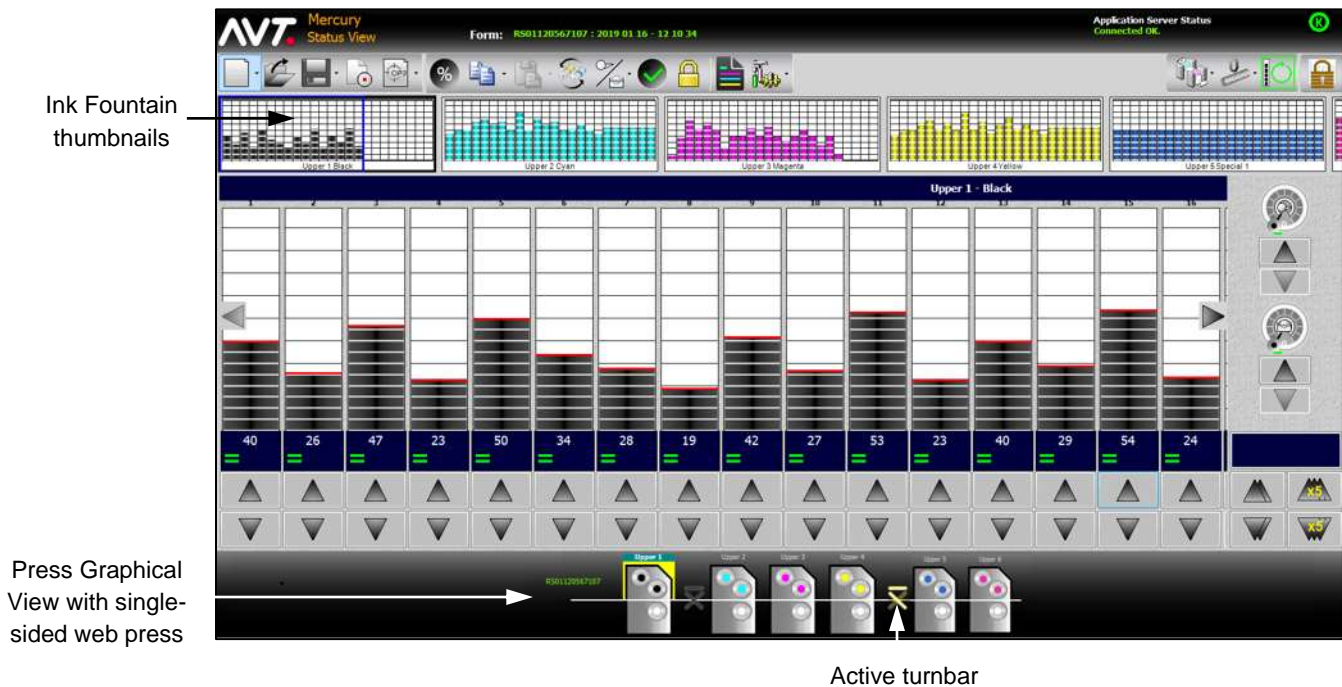 AVT.
Mercury
Status View
Form: RS01120567107 : 2019 01 16 - 12 10 34
Application Server Status
Connected OK.
K
OPP
%
Ink Fountain
thumbnails
Upper 1 Black
Upper 2 Cyan
Upper 3 Magenta
Upper 4 Yellow
Upper 5 Special 1
Upper 1 - Black
1 2 3 4 5 6 7 8 9 10 11 12 13 14 15 16
40 26 47 23 50 34 28 19 42 27 53 23 40 29 54 24
x5
x5
Press Graphical
View with single-
sided web press
RS01120567107
Upper 1 Upper 2 Upper 3 Upper 4 Upper 5 Upper 6
Active turnbar